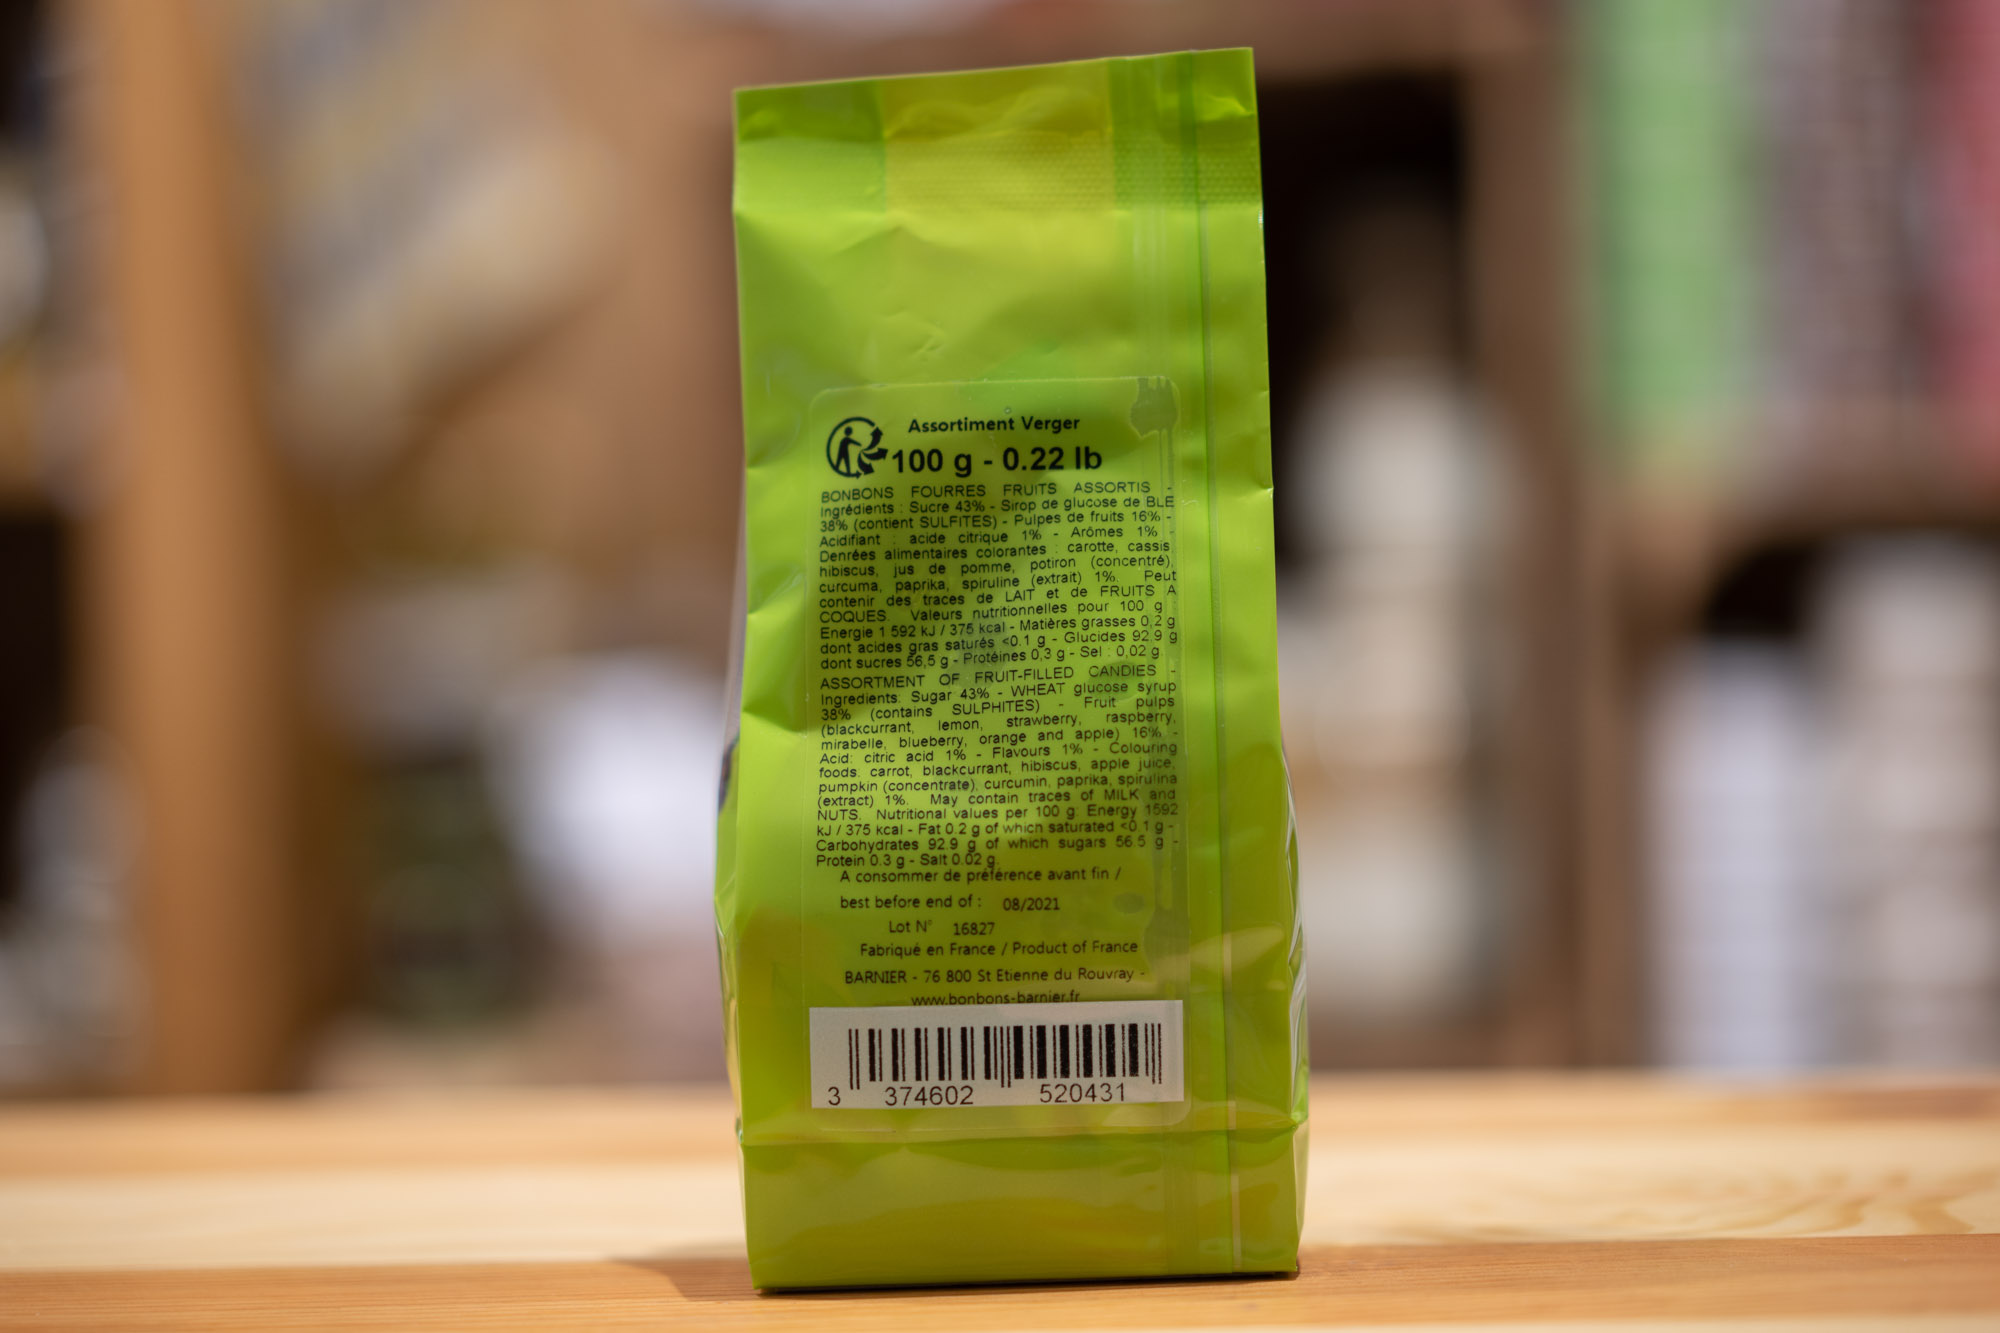 Assortiment Verger
100 g - 0.22 lb
BONBONS FOURRES FRUITS ASSORTIS -
Ingrédients : Sucre 43% - Sirop de glucose de BLE
38% (contient SULFITES) - Pulpes de fruits 16% -
Acidifiant : acide citrique 1% - Arômes 1% -
Denrées alimentaires colorantes : carotte, cassis,
hibiscus, jus de pomme, potiron (concentré),
curcuma, paprika, spiruline (extrait) 1%. Peut
contenir des traces de LAIT et de FRUITS A
COQUES. Valeurs nutritionnelles pour 100 g :
Energie 1 592 kJ / 375 kcal - Matières grasses 0,2 g
dont acides gras saturés <0.1 g - Glucides 92,9 g
dont sucres 56,5 g - Protéines 0,3 g - Sel : 0,02 g.
ASSORTMENT OF FRUIT-FILLED CANDIES -
Ingredients: Sugar 43% - WHEAT glucose syrup
38% (contains SULPHITES) - Fruit pulps
(blackcurrant, lemon, strawberry, raspberry,
mirabelle, blueberry, orange and apple) 16% -
Acid: citric acid 1% - Flavours 1% - Colouring
foods: carrot, blackcurrant, hibiscus, apple juice,
pumpkin (concentrate), curcumin, paprika, spirulina
(extract) 1%. May contain traces of MILK and
NUTS. Nutritional values per 100 g: Energy 1592
kJ / 375 kcal - Fat 0.2 g of which saturated <0.1 g -
Carbohydrates 92.9 g of which sugars 56.5 g -
Protein 0.3 g - Salt 0.02 g.
A consommer de préférence avant fin /
best before end of : 08/2021
Lot N° 16827
Fabriqué en France / Product of France
BARNIER - 76 800 St Etienne du Rouvray -
www.bonbons-barnier.fr
3 374602 520431